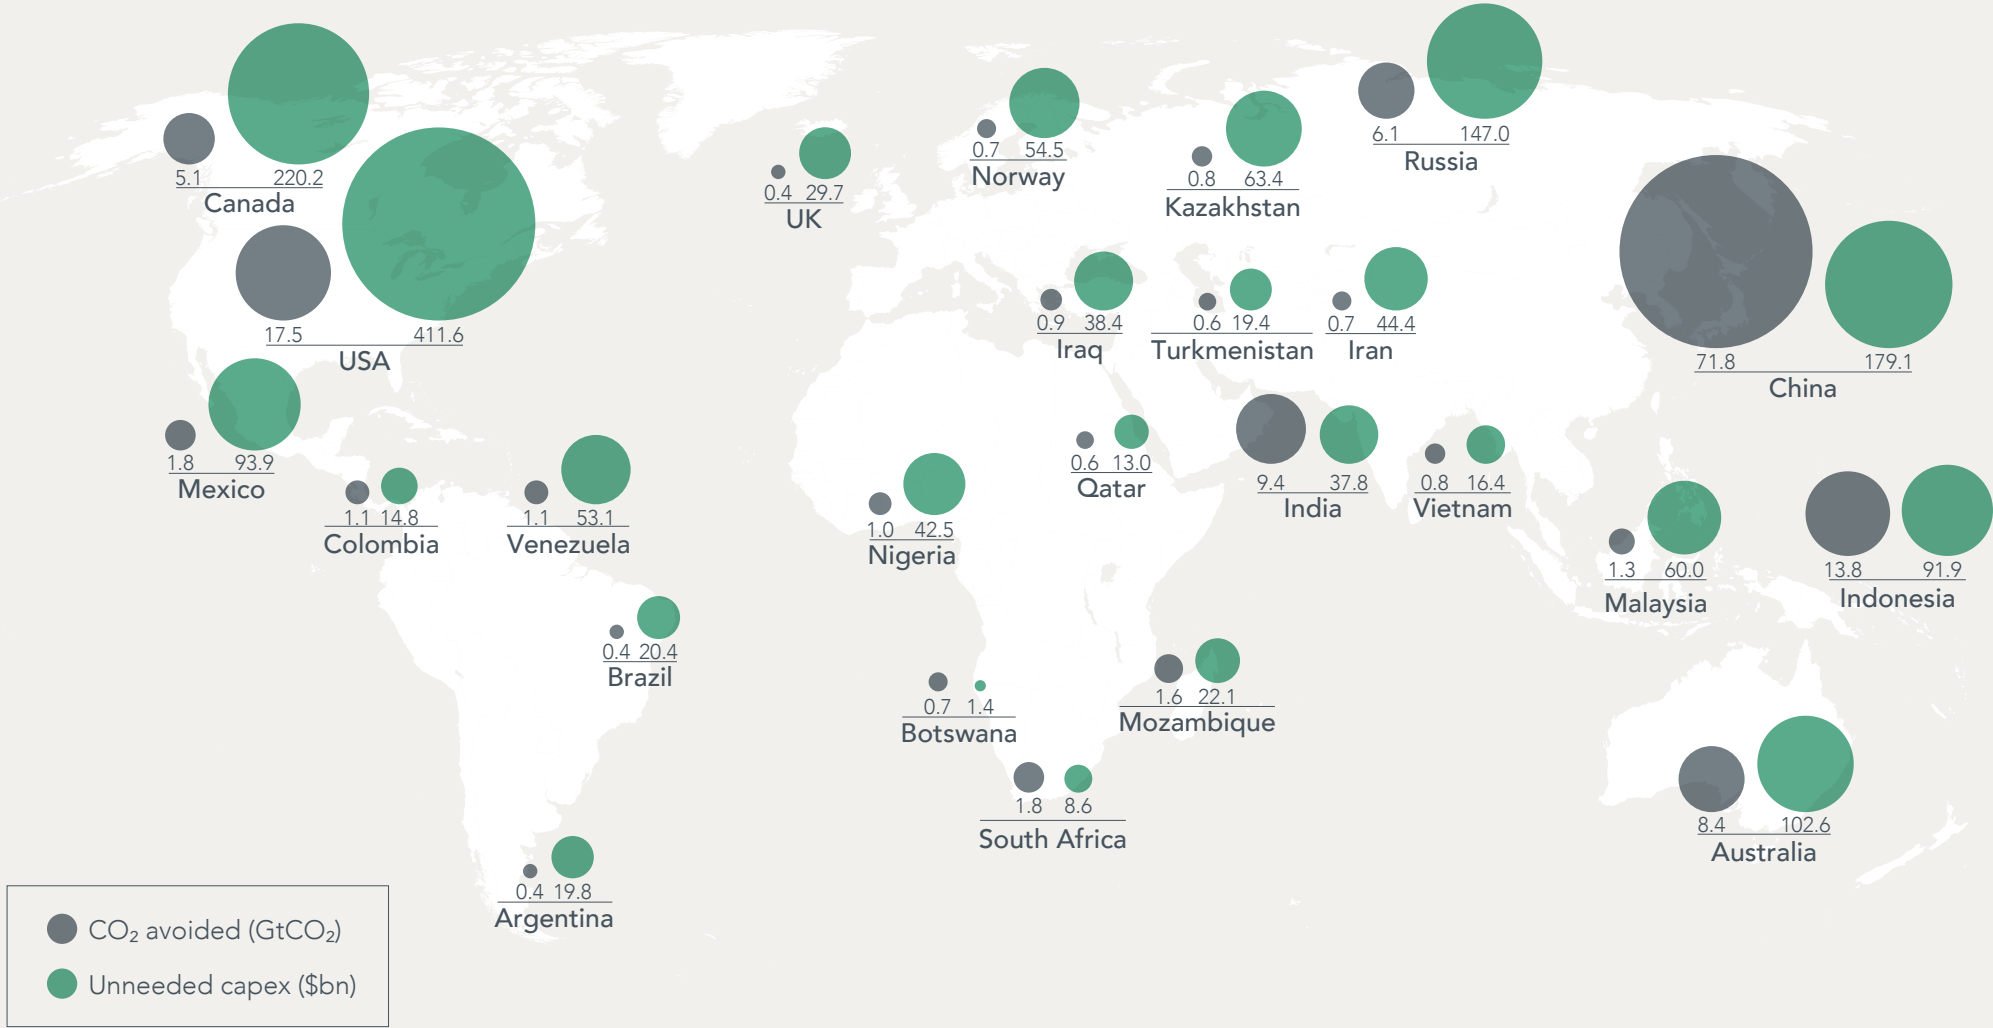 5.1 220.2
Canada
17.5 411.6
USA
1.8 93.9
Mexico
1.1 14.8
Colombia
1.1 53.1
Venezuela
0.4 20.4
Brazil
0.4 19.8
Argentina
0.4 29.7
UK
0.7 54.5
Norway
0.8 63.4
Kazakhstan
6.1 147.0
Russia
0.9 38.4
Iraq
0.6 19.4
Turkmenistan
0.7 44.4
Iran
71.8 179.1
China
0.6 13.0
Qatar
9.4 37.8
India
0.8 16.4
Vietnam
1.0 42.5
Nigeria
1.3 60.0
Malaysia
13.8 91.9
Indonesia
0.7 1.4
Botswana
1.6 22.1
Mozambique
1.8 8.6
South Africa
8.4 102.6
Australia
CO₂ avoided (GtCO₂)
Unneeded capex ($bn)